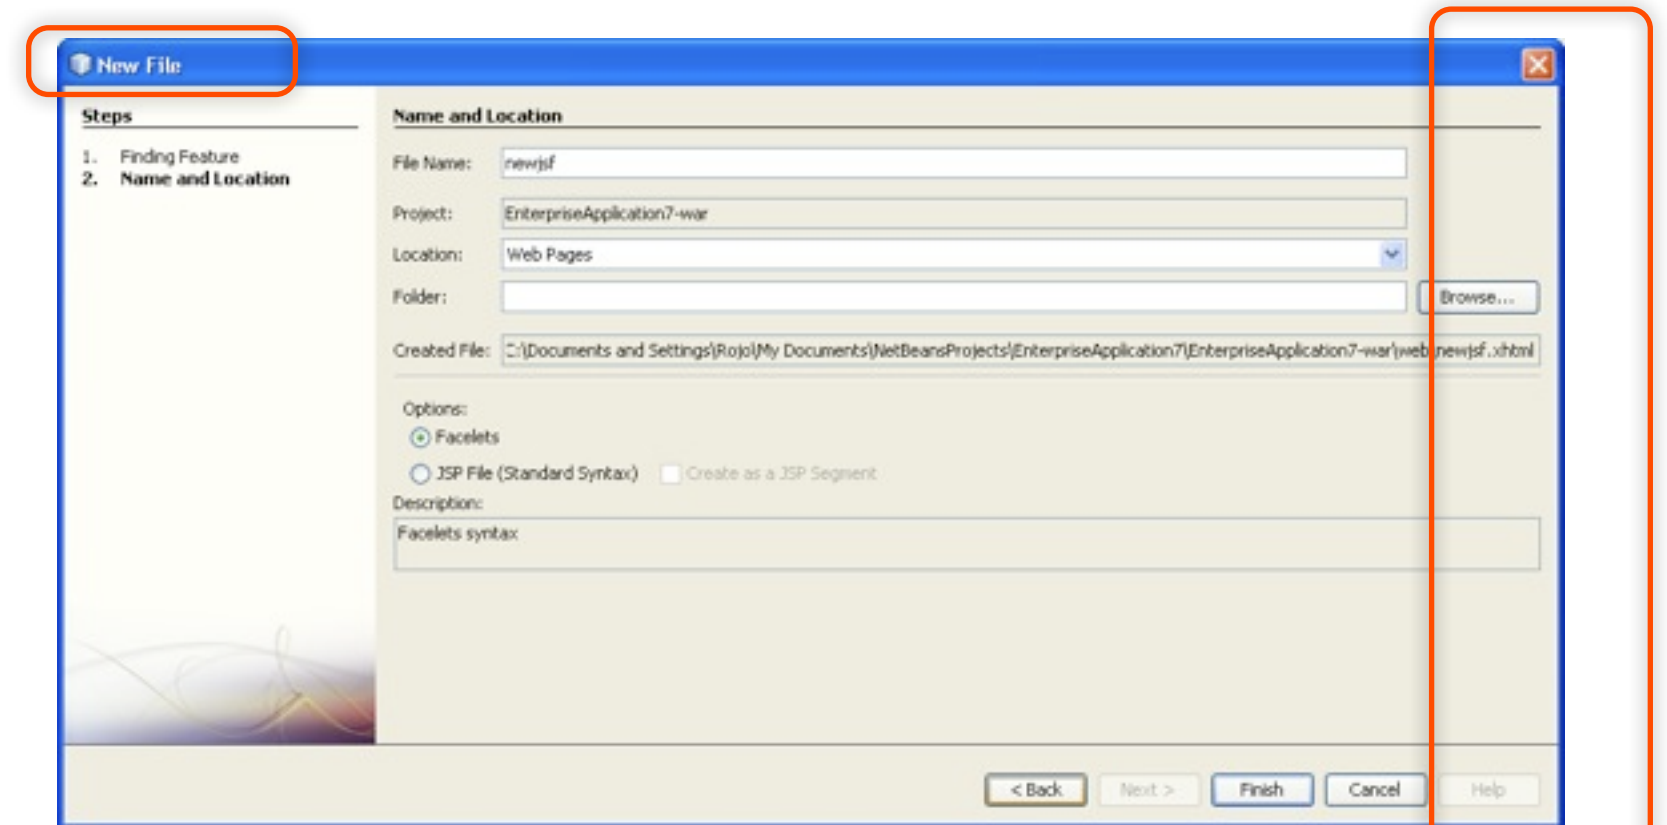 New File
Steps
1. Finding Feature
2. Name and Location
Name and Location
File Name: newjsf
Project: EnterpriseApplication7-war
Location: Web Pages
Folder: Browse...
Created File: C:\Documents and Settings\Rojol\My Documents\NetBeansProjects\EnterpriseApplication7\EnterpriseApplication7-war\web\newjsf.xhtml
Options:
Facelets
JSP File (Standard Syntax) Create as a JSP Segment
Description:
Facelets syntax
< Back Next > Finish Cancel Help